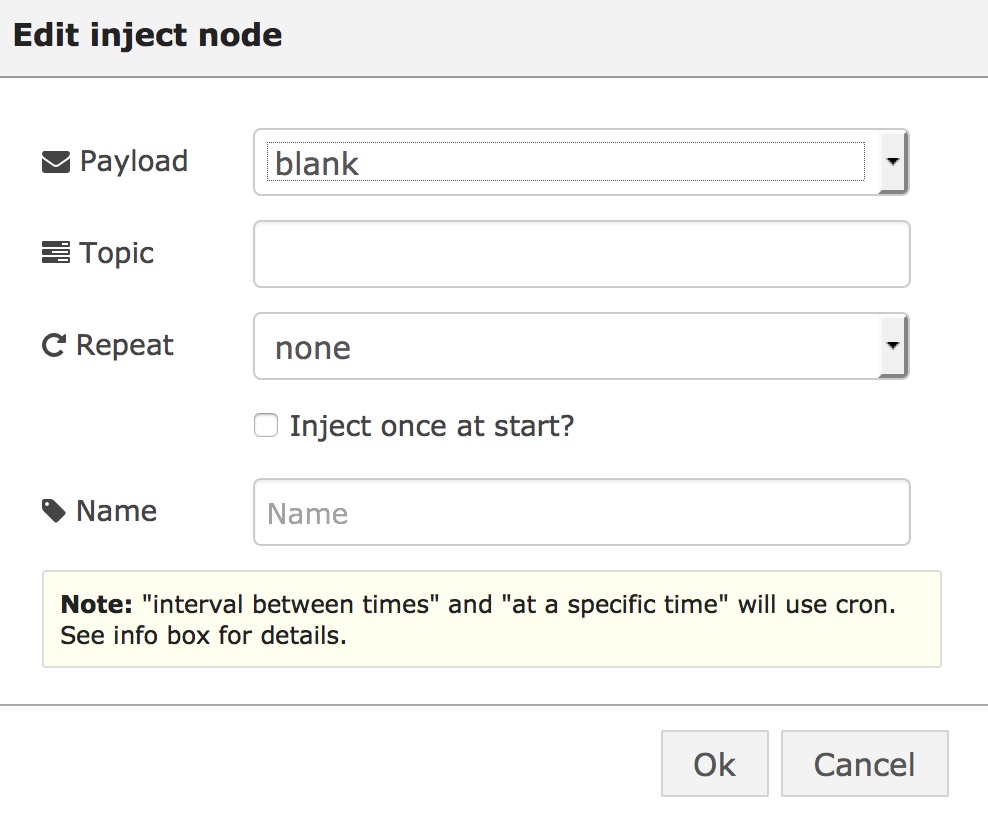 Edit inject node
Payload
blank
Topic
Repeat
none
Inject once at start?
Name
Name
Note: "interval between times" and "at a specific time" will use cron.
See info box for details.
Ok
Cancel